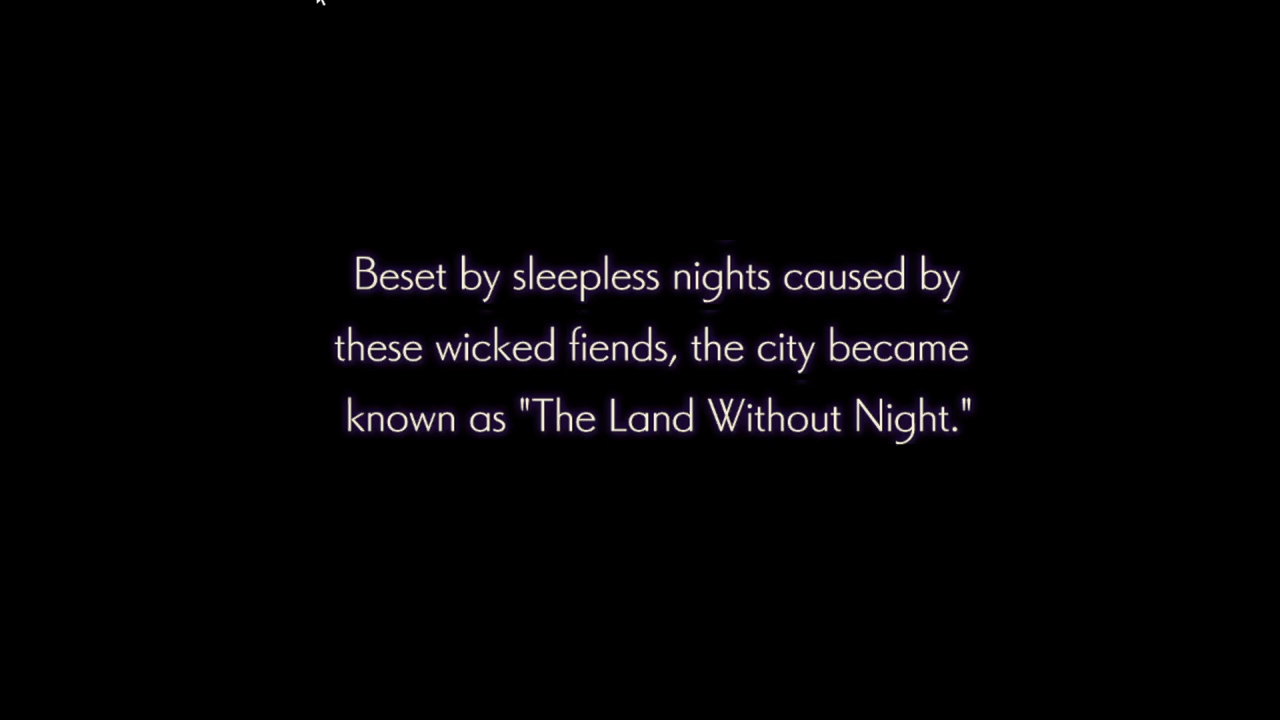 Beset by sleepless nights caused by
these wicked fiends, the city became
known as "The Land Without Night."